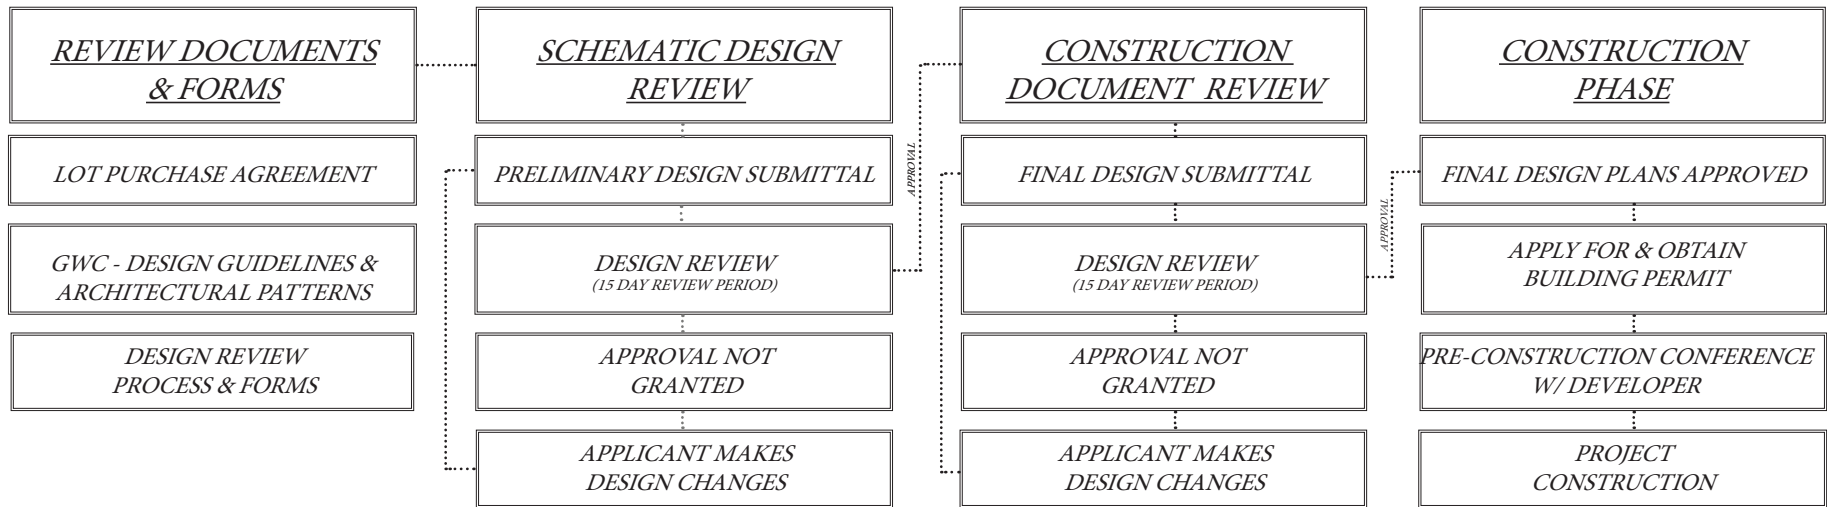 REVIEW DOCUMENTS
& FORMS
LOT PURCHASE AGREEMENT
GWC - DESIGN GUIDELINES &
ARCHITECTURAL PATTERNS
DESIGN REVIEW
PROCESS & FORMS
SCHEMATIC DESIGN
REVIEW
PRELIMINARY DESIGN SUBMITTAL
DESIGN REVIEW
(15 DAY REVIEW PERIOD)
APPROVAL NOT
GRANTED
APPLICANT MAKES
DESIGN CHANGES
APPROVAL
CONSTRUCTION
DOCUMENT REVIEW
FINAL DESIGN SUBMITTAL
DESIGN REVIEW
(15 DAY REVIEW PERIOD)
APPROVAL NOT
GRANTED
APPLICANT MAKES
DESIGN CHANGES
APPROVAL
CONSTRUCTION
PHASE
FINAL DESIGN PLANS APPROVED
APPLY FOR & OBTAIN
BUILDING PERMIT
PRE-CONSTRUCTION CONFERENCE
W/ DEVELOPER
PROJECT
CONSTRUCTION